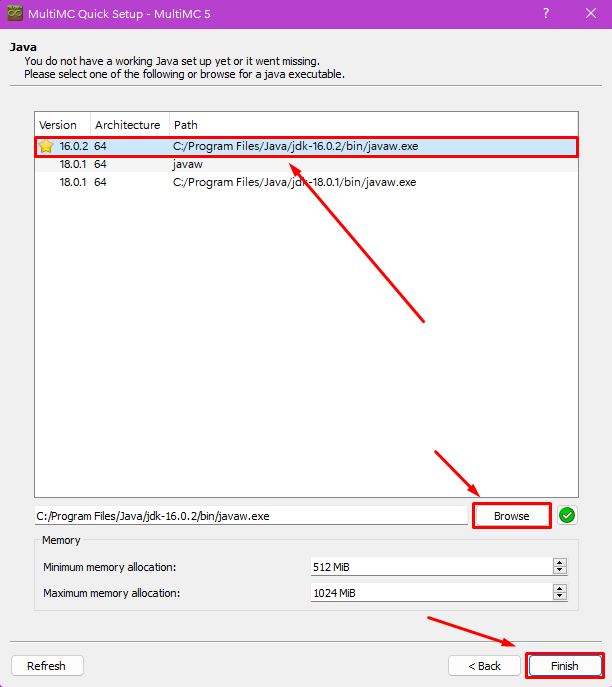 MultiMC Quick Setup - MultiMC 5
Java
You do not have a working Java set up yet or it went missing.
Please select one of the following or browse for a java executable.
Version Architecture Path
16.0.2 64 C:/Program Files/Java/jdk-16.0.2/bin/javaw.exe
18.0.1 64 javaw
18.0.1 64 C:/Program Files/Java/jdk-18.0.1/bin/javaw.exe
C:/Program Files/Java/jdk-16.0.2/bin/javaw.exe Browse
Memory
Minimum memory allocation: 512 MiB
Maximum memory allocation: 1024 MiB
Refresh < Back Finish